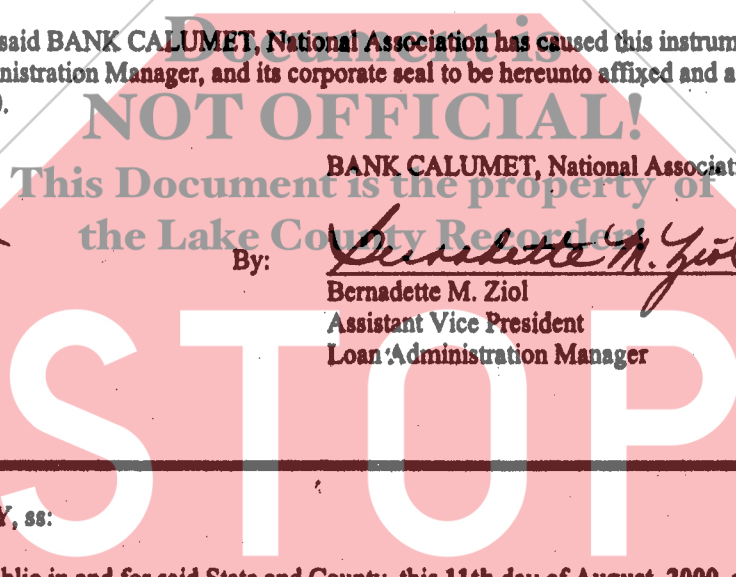 Document is
said BANK CALUMET, National Association has caused this instrum
nistration Manager, and its corporate seal to be hereunto affixed and a
).
NOT OFFICIAL!
BANK CALUMET, National Associat
This Document is the property of
the Lake County Recorder!
By: Bernadette M. Ziol
Bernadette M. Ziol
Assistant Vice President
Loan Administration Manager
STOP
Y, ss:
blic in and for said State and County, this 11th day of August, 2000,